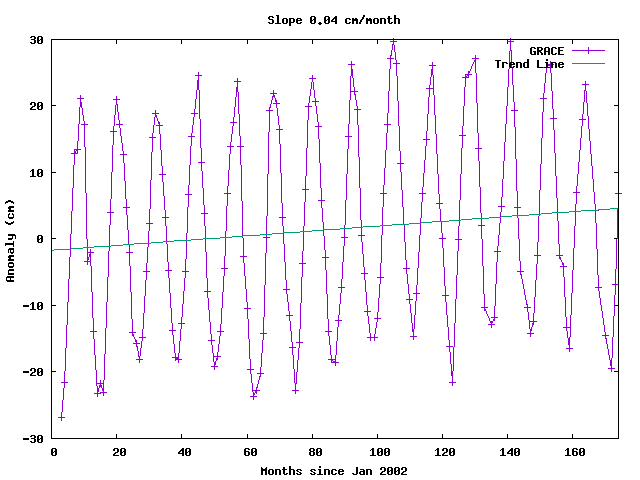 Slope 0.04 cm/month
30
20
10
0
-10
-20
-30
Anomaly (cm)
GRACE
Trend Line
0 20 40 60 80 100 120 140 160
Months since Jan 2002